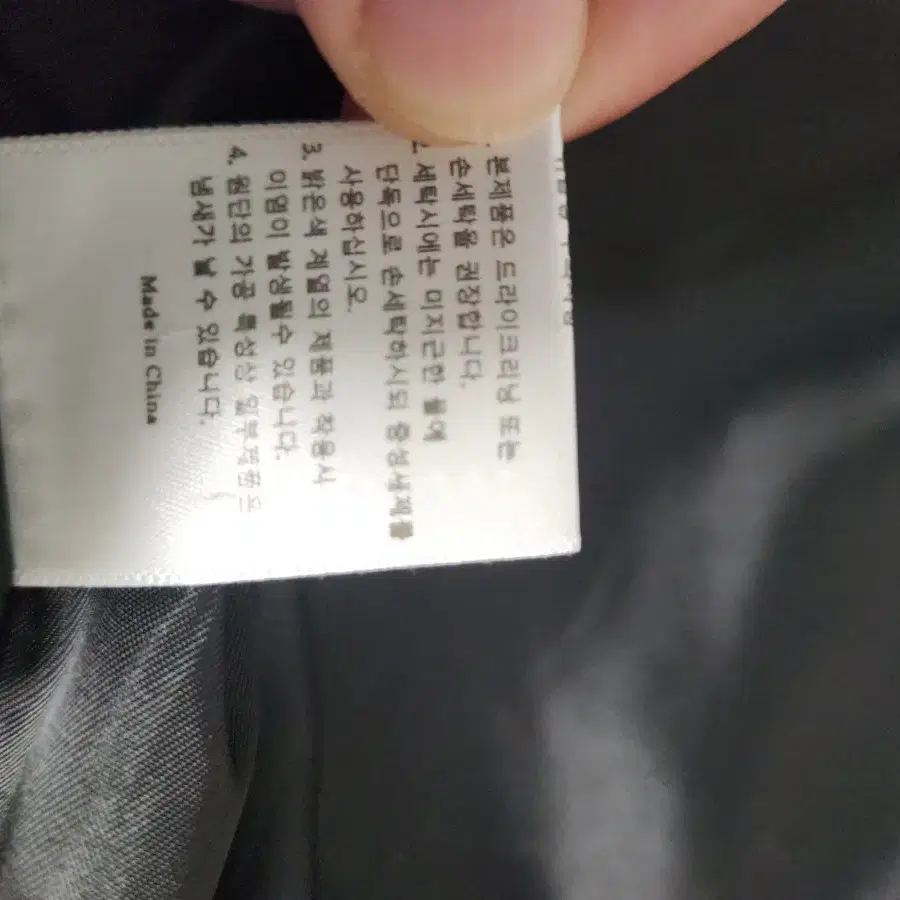 본제품은 드라이크리닝 또는
손세탁을 권장합니다.
세탁시에는 미지근한 물에
단독으로 손세탁하시되 중성세제를
사용하십시오.
3. 밝은색 계열의 제품과 착용시
이염이 발생될수 있습니다.
4. 원단의 가공 특성상 일부제품은
냄새가 날 수 있습니다.
Made in China